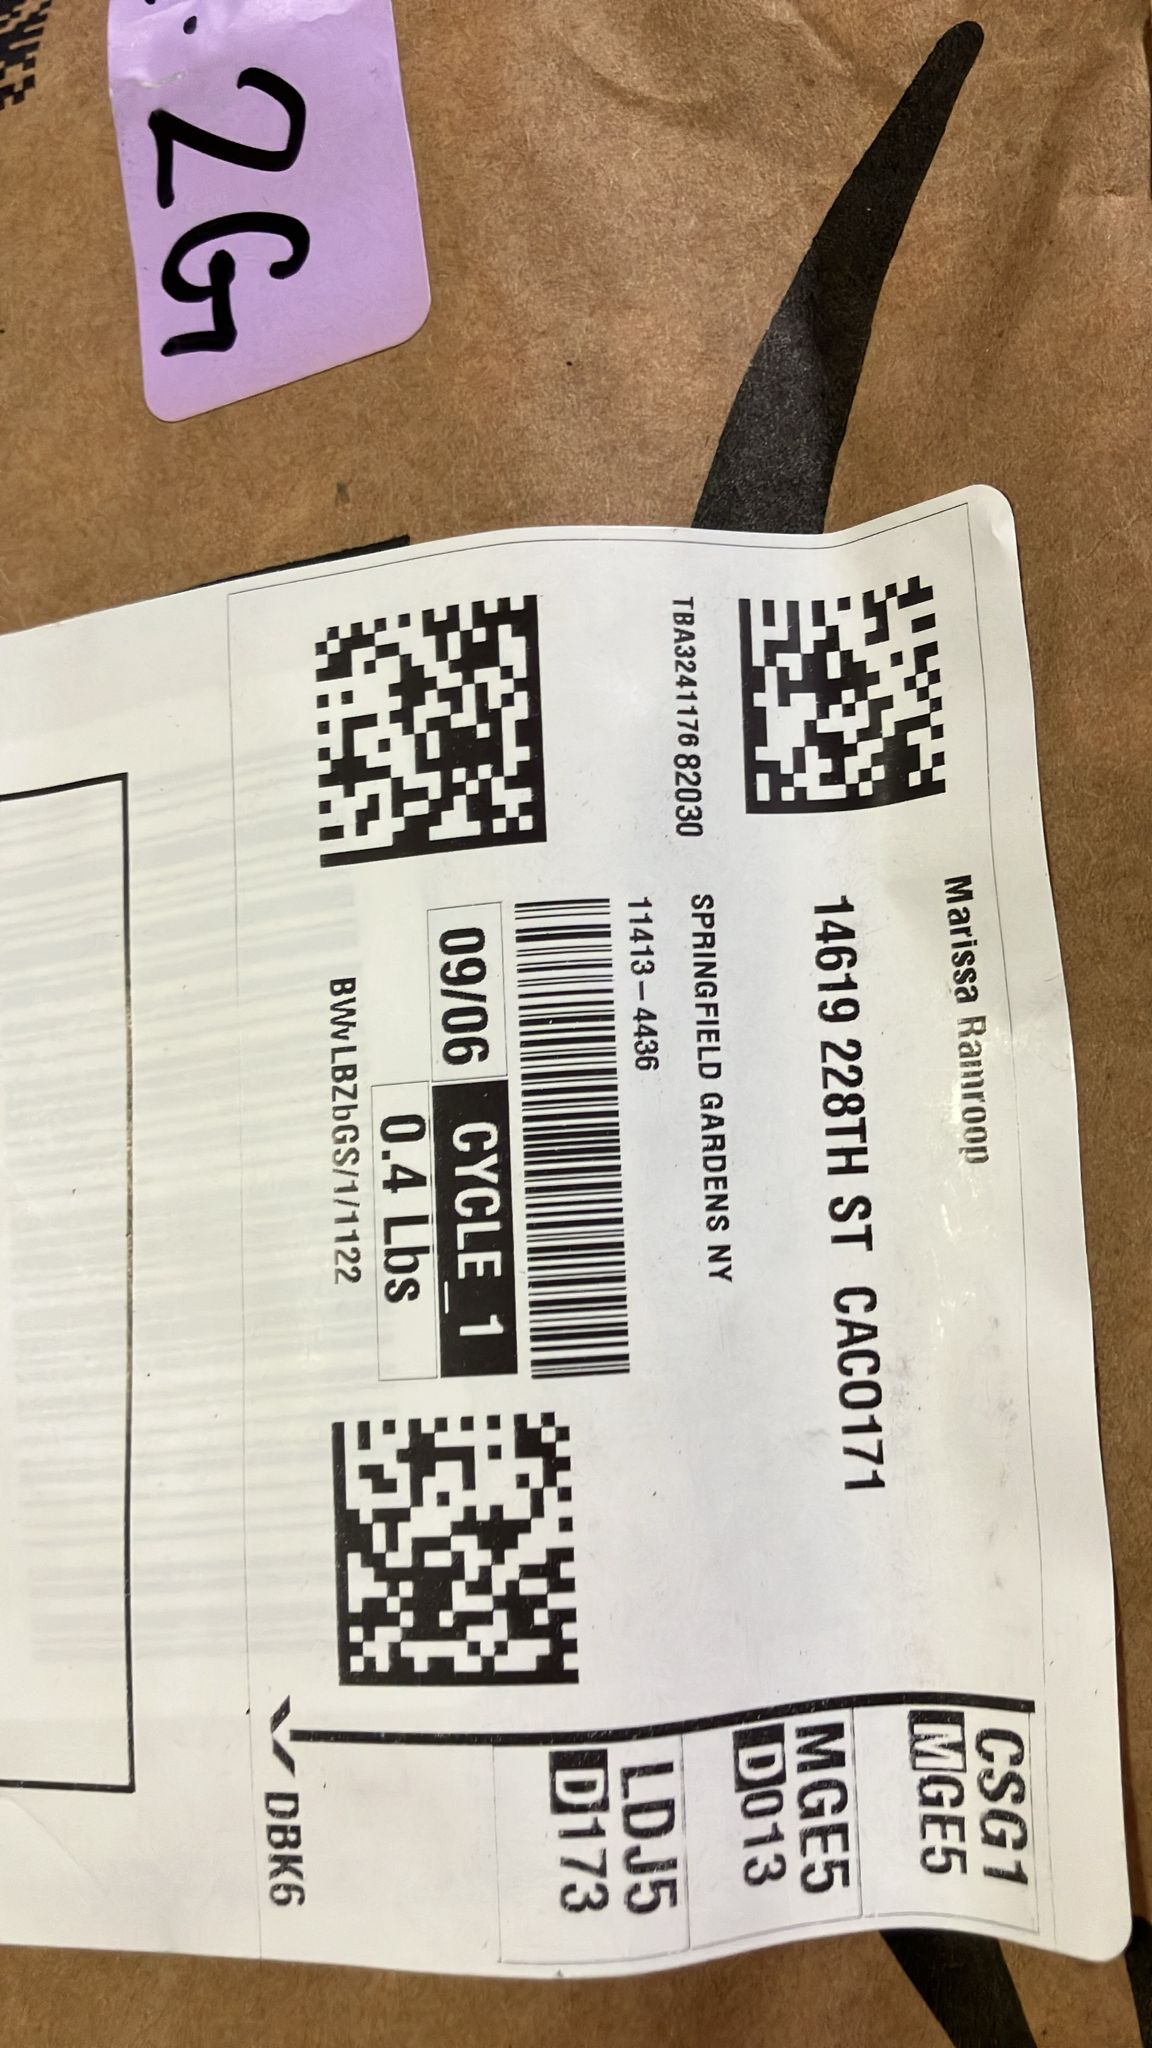 2G
Marissa Ramroop
14619 228TH ST CAC0171
SPRINGFIELD GARDENS NY
11413-4436
TBA324117682030
09/06
CYCLE_1
0.4 Lbs
BWvLBZbGS/1/1122
CSG1
MGE5
MGE5
D013
LDJ5
D173
DBK6